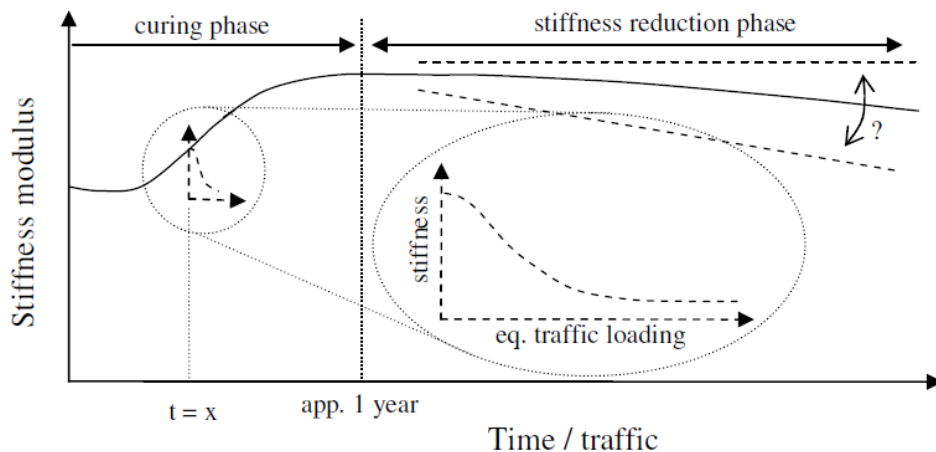 curing phase
stiffness reduction phase
Stiffness modulus
?
stiffness
eq. traffic loading
t = x
app. 1 year
Time / traffic